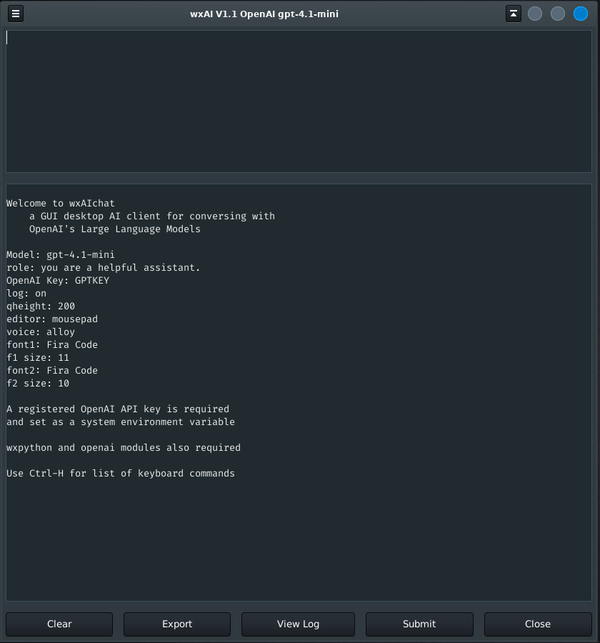 wxAI V1.1 OpenAI gpt-4.1-mini
Welcome to wxAIchat
a GUI desktop AI client for conversing with
OpenAI's Large Language Models
Model: gpt-4.1-mini
role: you are a helpful assistant.
OpenAI Key: GPTKEY
log: on
qheight: 200
editor: mousepad
voice: alloy
font1: Fira Code
f1 size: 11
font2: Fira Code
f2 size: 10
A registered OpenAI API key is required
and set as a system environment variable
wxpython and openai modules also required
Use Ctrl-H for list of keyboard commands
Clear Export View Log Submit Close